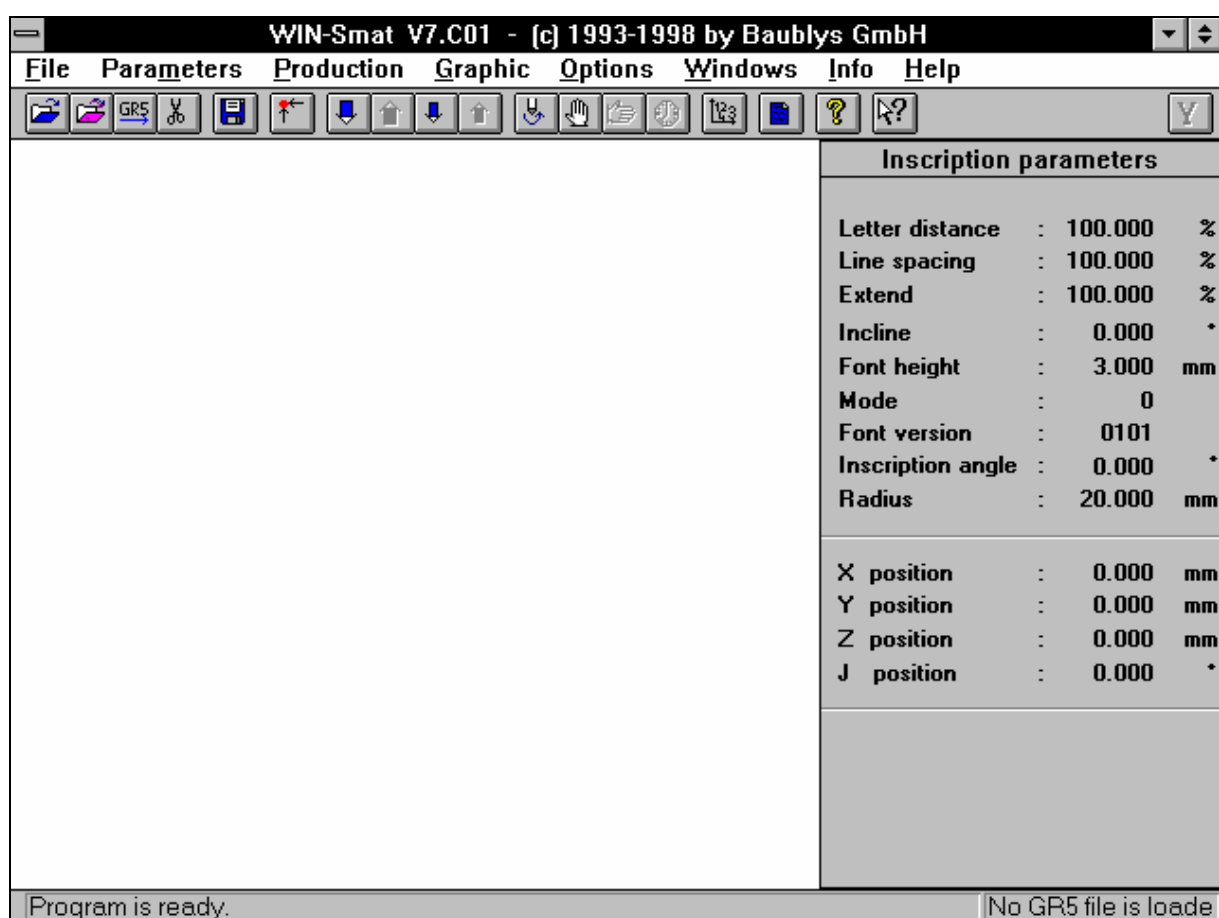 WIN-Smat V7.C01 - (c) 1993-1998 by Baublys GmbH
File Parameters Production Graphic Options Windows Info Help
GR5 123 ? ? Y
Inscription parameters
Letter distance : 100.000 %
Line spacing : 100.000 %
Extend : 100.000 %
Incline : 0.000 °
Font height : 3.000 mm
Mode : 0
Font version : 0101
Inscription angle : 0.000 °
Radius : 20.000 mm
X position : 0.000 mm
Y position : 0.000 mm
Z position : 0.000 mm
J position : 0.000 °
Program is ready. No GR5 file is loade